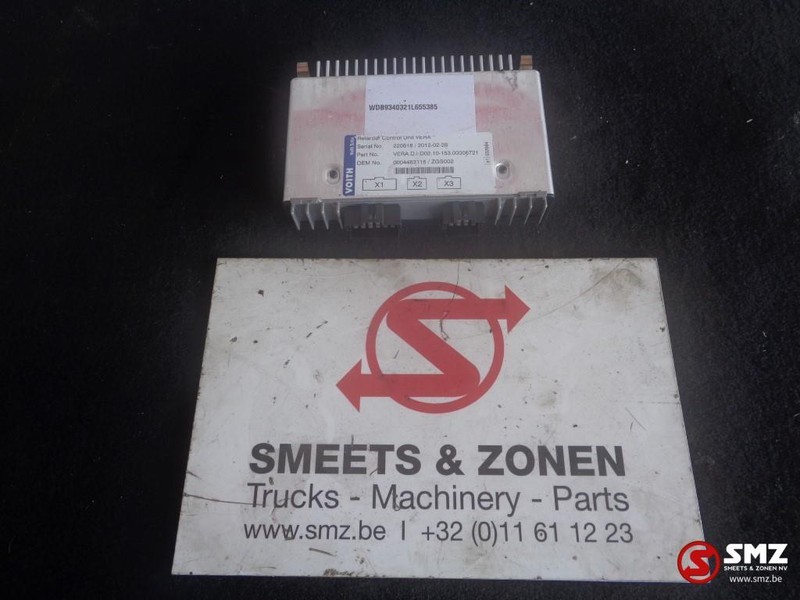 WDB9340321L655385
VOITH
Retarder Control Unit VERA
Serial No.
Part No.
OEM No.
X1 X2 X3
SMEETS & ZONEN
Trucks - Machinery - Parts
www.smz.be | +32 (0)11 61 12 23
SMZ
SMEETS & ZONEN NV
www.smz.be